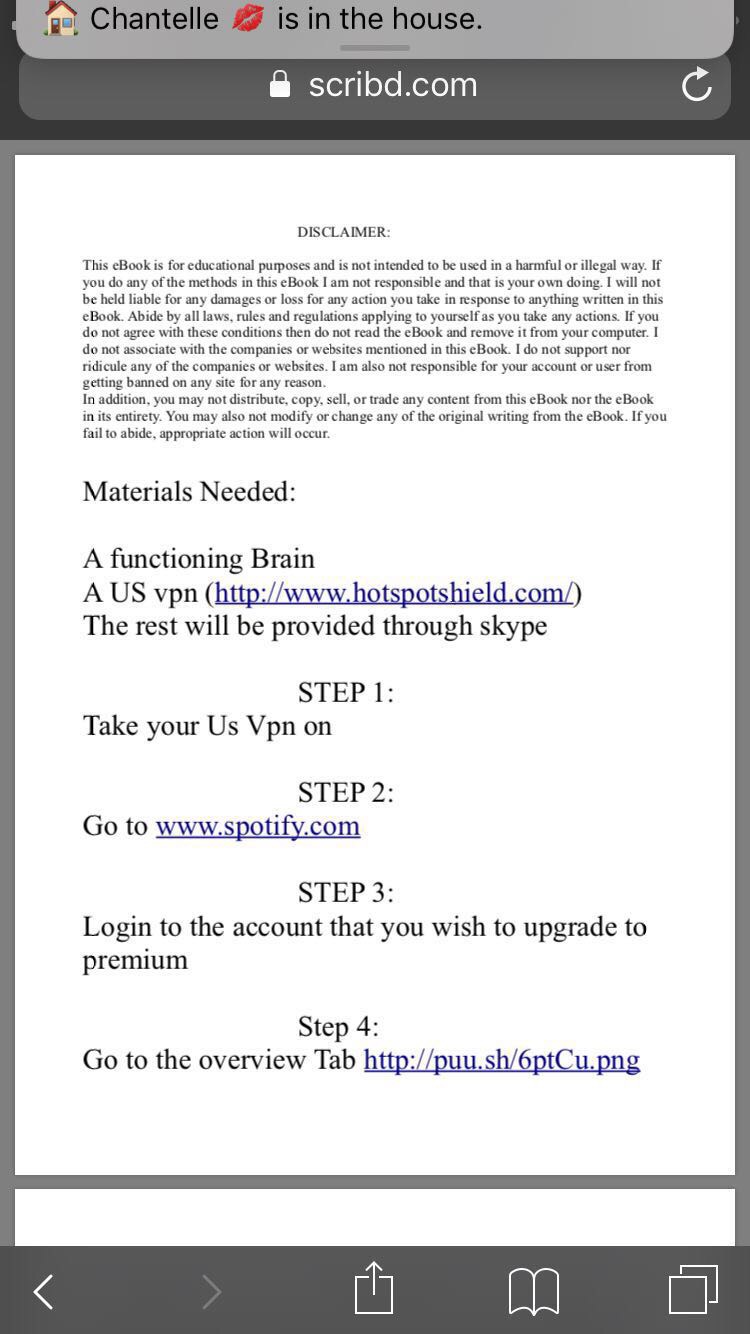 🏠 Chantelle 💋 is in the house.
scribd.com
DISCLAIMER:
This eBook is for educational purposes and is not intended to be used in a harmful or illegal way. If
you do any of the methods in this eBook I am not responsible and that is your own doing. I will not
be held liable for any damages or loss for any action you take in response to anything written in this
eBook. Abide by all laws, rules and regulations applying to yourself as you take any actions. If you
do not agree with these conditions then do not read the eBook and remove it from your computer. I
do not associate with the companies or websites mentioned in this eBook. I do not support nor
ridicule any of the companies or websites. I am also not responsible for your account or user from
getting banned on any site for any reason.
In addition, you may not distribute, copy, sell, or trade any content from this eBook nor the eBook
in its entirety. You may also not modify or change any of the original writing from the eBook. If you
fail to abide, appropriate action will occur.
Materials Needed:
A functioning Brain
A US vpn (http://www.hotspotshield.com/)
The rest will be provided through skype
STEP 1:
Take your Us Vpn on
STEP 2:
Go to www.spotify.com
STEP 3:
Login to the account that you wish to upgrade to
premium
Step 4:
Go to the overview Tab http://puu.sh/6ptCu.png